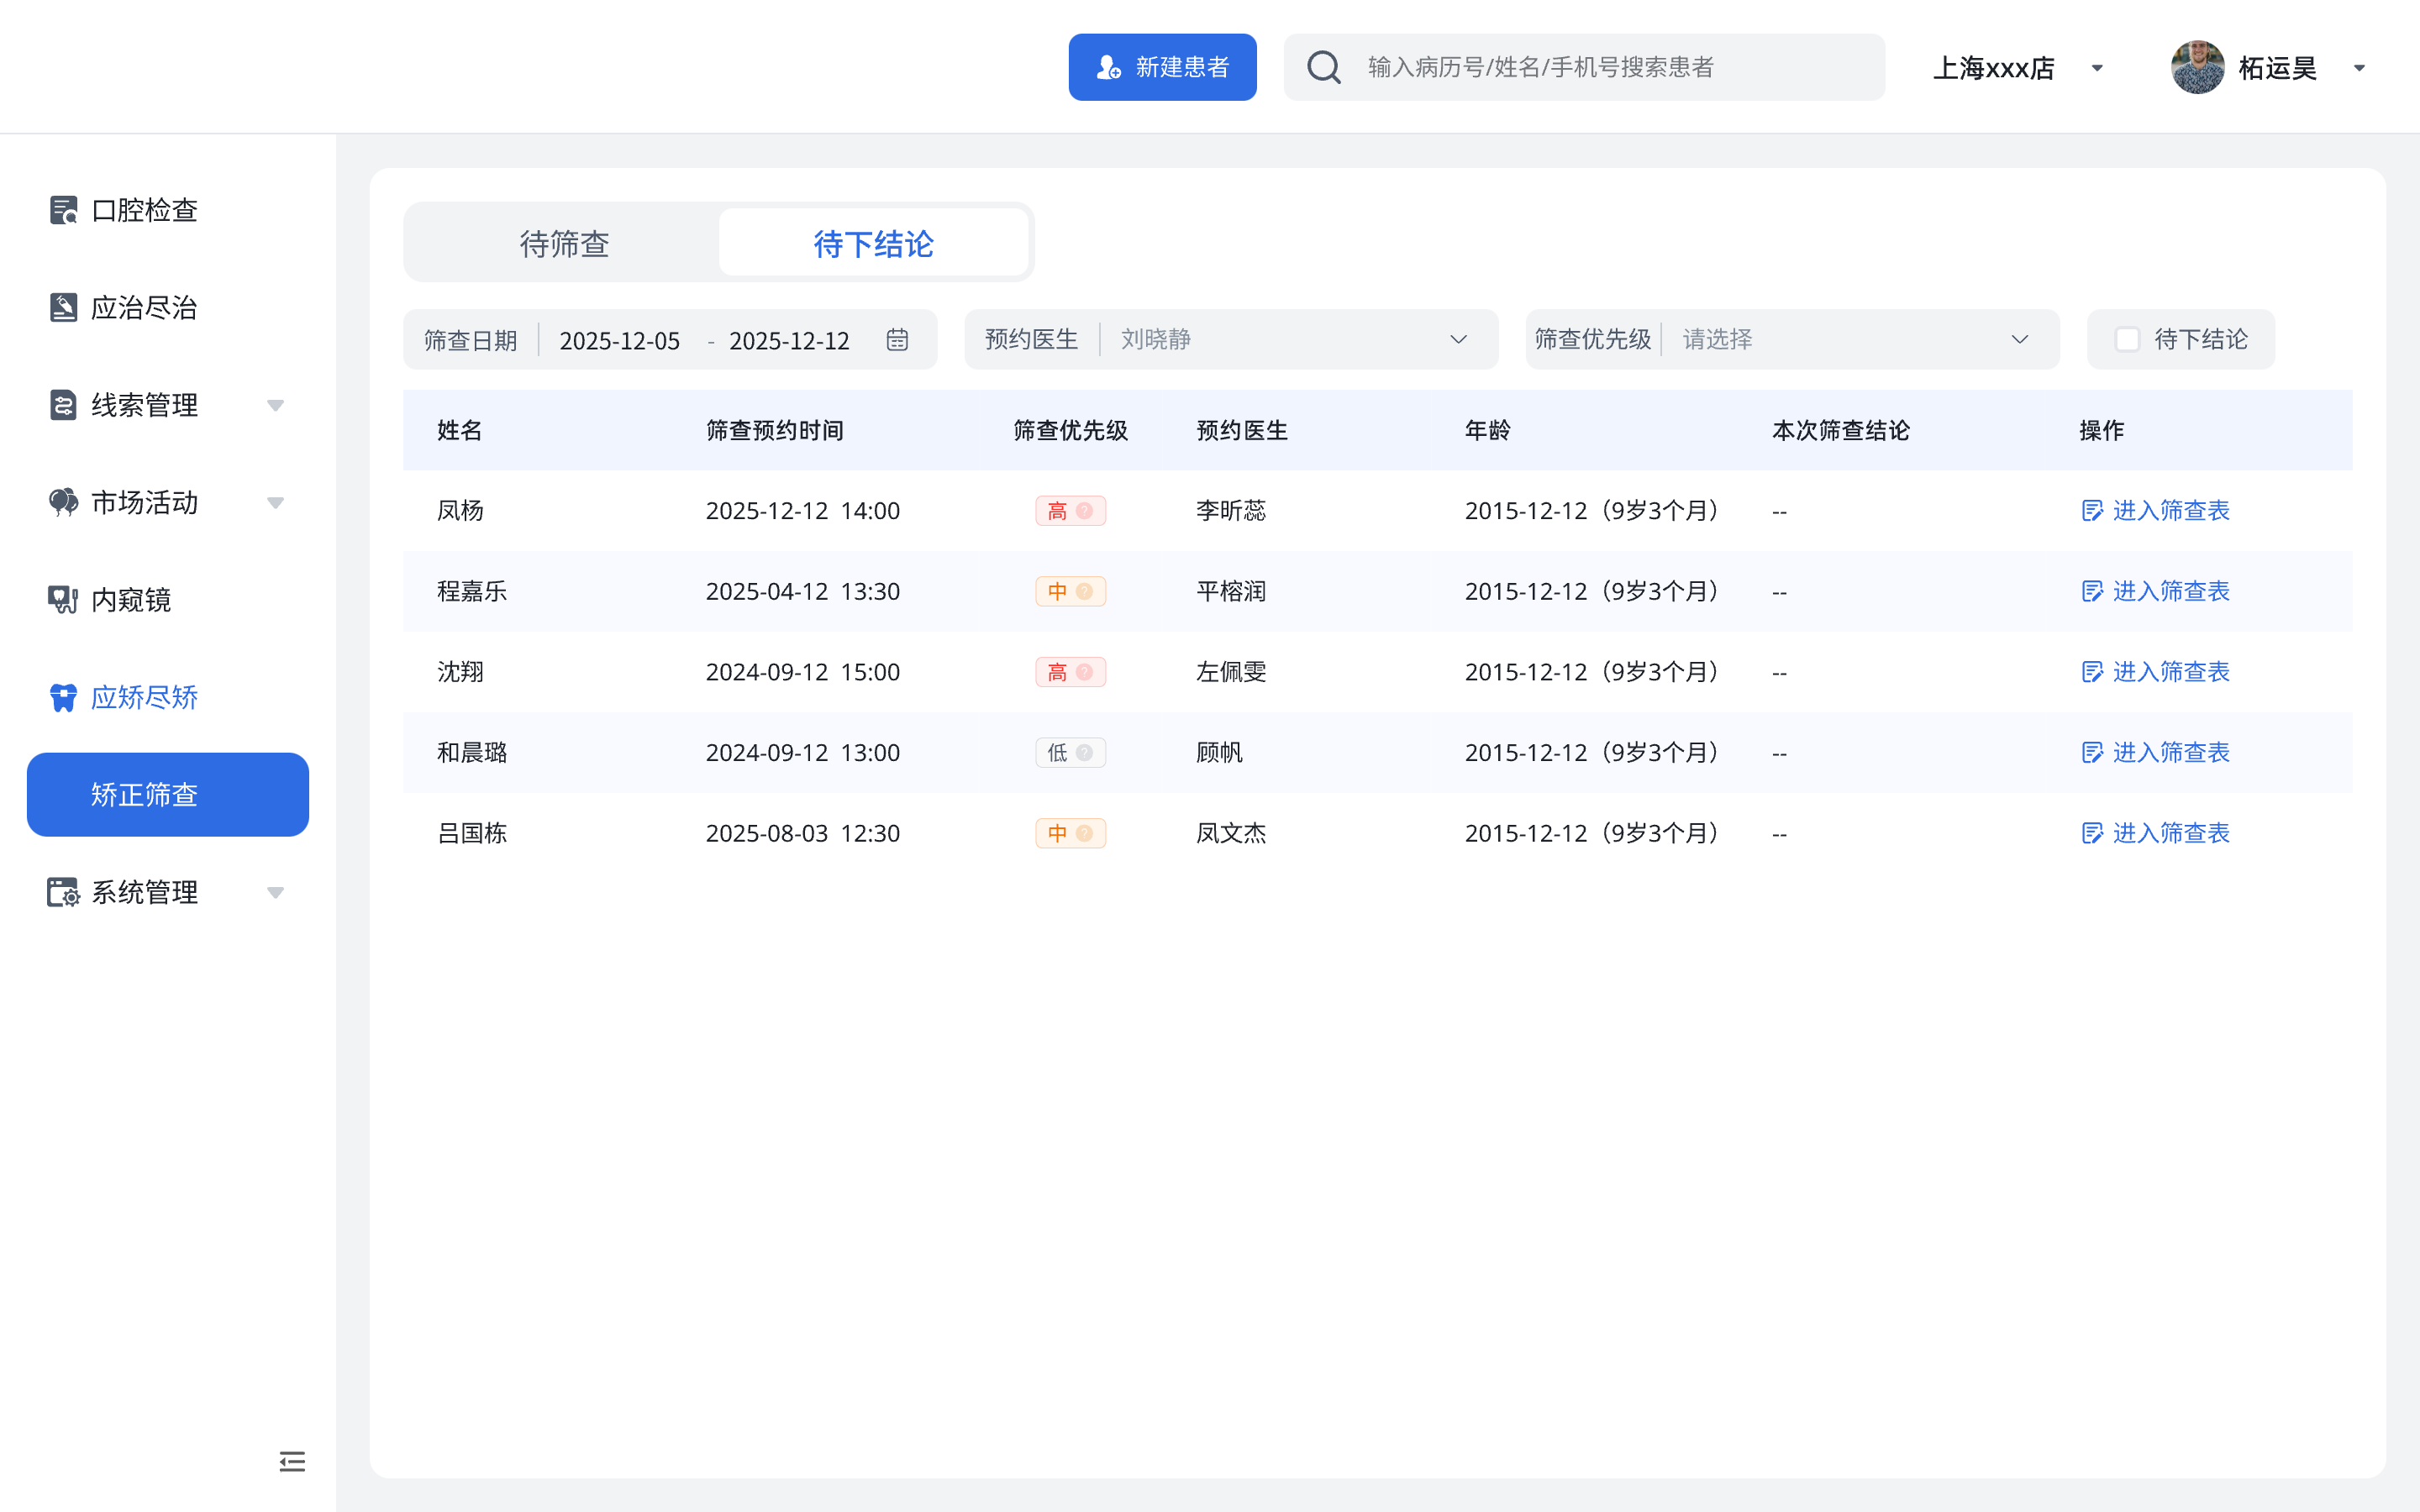 新建患者
输入病历号/姓名/手机号搜索患者
上海xxx店
柘运昊
口腔检查
应治尽治
线索管理
市场活动
内窥镜
应矫尽矫
矫正筛查
系统管理
待筛查 待下结论
筛查日期 2025-12-05 - 2025-12-12 预约医生 刘晓静 筛查优先级 请选择 待下结论
姓名 筛查预约时间 筛查优先级 预约医生 年龄 本次筛查结论 操作
凤杨 2025-12-12 14:00 高 ? 李昕蕊 2015-12-12（9岁3个月） -- 进入筛查表
程嘉乐 2025-04-12 13:30 中 ? 平榕润 2015-12-12（9岁3个月） -- 进入筛查表
沈翔 2024-09-12 15:00 高 ? 左佩雯 2015-12-12（9岁3个月） -- 进入筛查表
和晨璐 2024-09-12 13:00 低 ? 顾帆 2015-12-12（9岁3个月） -- 进入筛查表
吕国栋 2025-08-03 12:30 中 ? 凤文杰 2015-12-12（9岁3个月） -- 进入筛查表